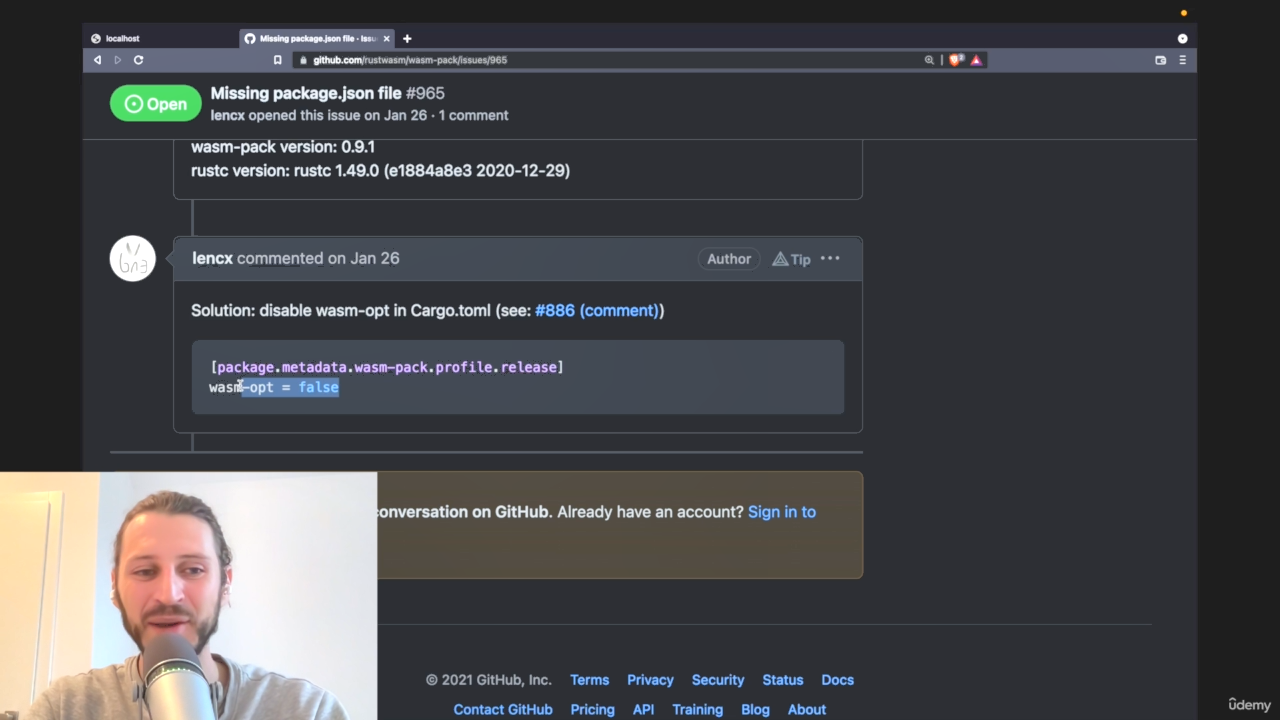 localhost
Missing package.json file · Issu
github.com/rustwasm/wasm-pack/issues/965
Open
Missing package.json file #965
lencx opened this issue on Jan 26 · 1 comment
wasm-pack version: 0.9.1
rustc version: rustc 1.49.0 (e1884a8e3 2020-12-29)
lencx commented on Jan 26
Author
Tip
Solution: disable wasm-opt in Cargo.toml (see: #886 (comment))
[package.metadata.wasm-pack.profile.release]
wasm-opt = false
conversation on GitHub. Already have an account? Sign in to
© 2021 GitHub, Inc.
Terms
Privacy
Security
Status
Docs
Contact GitHub
Pricing
API
Training
Blog
About
ûdemy